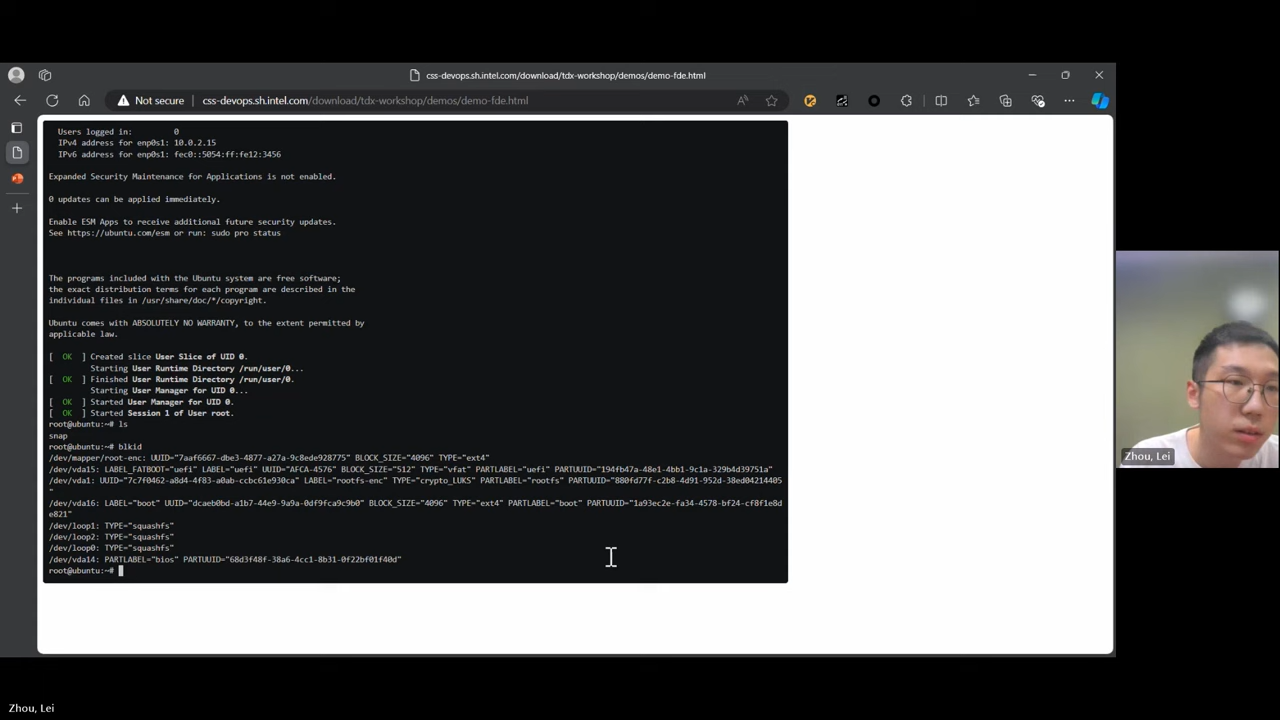 css-devops.sh.intel.com/download/tdx-workshop/demos/demo-fde.html
Not secure css-devops.sh.intel.com/download/tdx-workshop/demos/demo-fde.html
Users logged in: 0
IPv4 address for enp0s1: 10.0.2.15
IPv6 address for enp0s1: fec0::5054:ff:fe12:3456
Expanded Security Maintenance for Applications is not enabled.
0 updates can be applied immediately.
Enable ESM Apps to receive additional future security updates.
See https://ubuntu.com/esm or run: sudo pro status
The programs included with the Ubuntu system are free software;
the exact distribution terms for each program are described in the
individual files in /usr/share/doc/*/copyright.
Ubuntu comes with ABSOLUTELY NO WARRANTY, to the extent permitted by
applicable law.
[ OK ] Created slice User Slice of UID 0.
Starting User Runtime Directory /run/user/0...
[ OK ] Finished User Runtime Directory /run/user/0.
Starting User Manager for UID 0...
[ OK ] Started User Manager for UID 0.
[ OK ] Started Session 1 of User root.
root@ubuntu:~# ls
snap
root@ubuntu:~# blkid
/dev/mapper/root-enc: UUID="7aaf6667-dbe3-4877-a27a-9c8ede928775" BLOCK_SIZE="4096" TYPE="ext4"
/dev/vda15: LABEL_FATBOOT="uefi" LABEL="uefi" UUID="AFCA-4576" BLOCK_SIZE="512" TYPE="vfat" PARTLABEL="uefi" PARTUUID="194fb47a-48e1-4bb1-9c1a-329b4d39751a"
/dev/vda1: UUID="7c7f0462-a8d4-4f83-a0ab-ccbc61e930ca" LABEL="rootfs-enc" TYPE="crypto_LUKS" PARTLABEL="rootfs" PARTUUID="880fd77f-c2b8-4d91-952d-38ed04214405
"
/dev/vda16: LABEL="boot" UUID="dcaeb0bd-a1b7-44e9-9a9a-0df9fca9c9b0" BLOCK_SIZE="4096" TYPE="ext4" PARTLABEL="boot" PARTUUID="1a93ec2e-fa34-4578-bf24-cf8f1e8d
e821"
/dev/loop1: TYPE="squashfs"
/dev/loop2: TYPE="squashfs"
/dev/loop0: TYPE="squashfs"
/dev/vda14: PARTLABEL="bios" PARTUUID="68d3f48f-38a6-4cc1-8b31-0f22bf01f40d"
root@ubuntu:~#
Zhou, Lei
Zhou, Lei